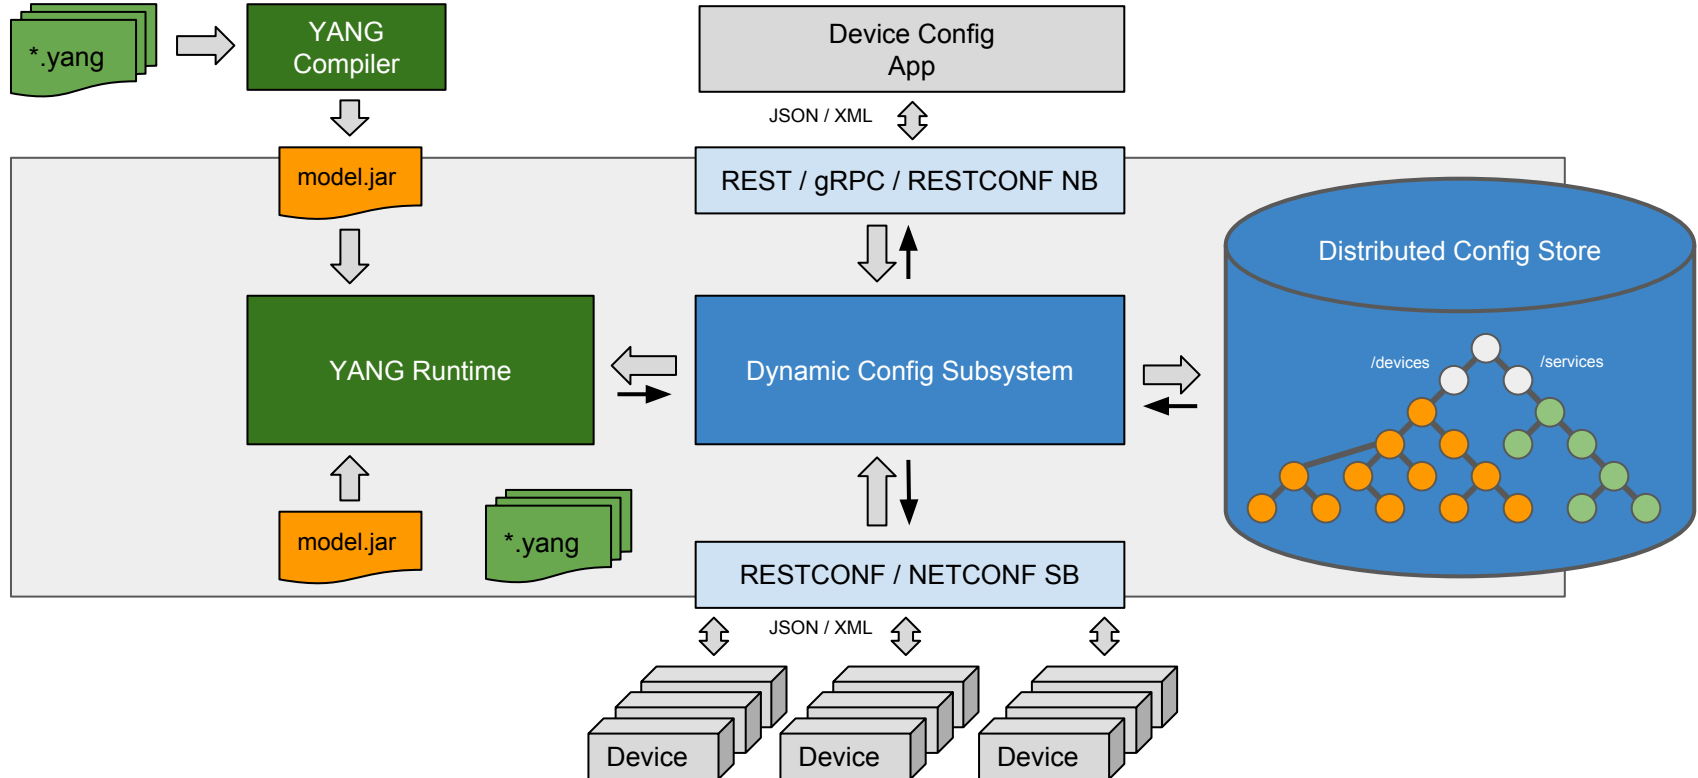 *.yang
YANG
Compiler
Device Config
App
JSON / XML
model.jar
REST / gRPC / RESTCONF NB
Distributed Config Store
YANG Runtime
Dynamic Config Subsystem
/devices
/services
model.jar
*.yang
RESTCONF / NETCONF SB
JSON / XML
Device
Device
Device